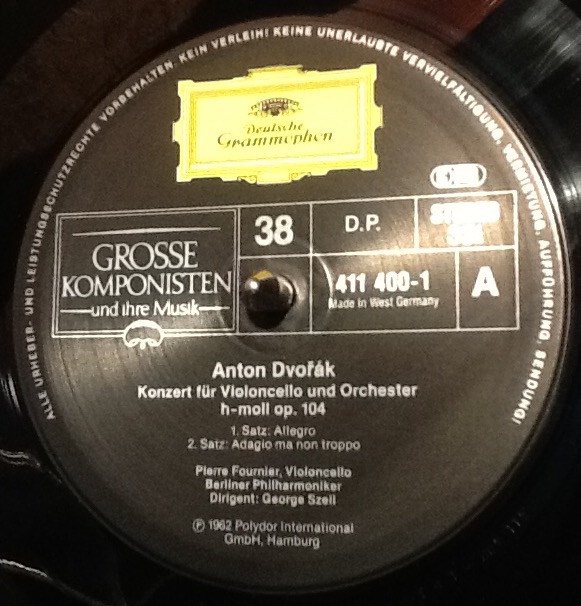 ALLE URHEBER- UND LEISTUNGSSCHUTZRECHTE VORBEHALTEN. KEIN VERLEIH! KEINE UNERLAUBTE VERVIELFÄLTIGUNG, VERMIETUNG, AUFFÜHRUNG, SENDUNG!
Deutsche
Grammophon
GROSSE
KOMPONISTEN
und ihre Musik
38
D.P.
STEREO
411 400-1
Made in West Germany
A
Anton Dvořák
Konzert für Violoncello und Orchester
h-moll op. 104
1. Satz: Allegro
2. Satz: Adagio ma non troppo
Pierre Fournier, Violoncello
Berliner Philharmoniker
Dirigent: George Szell
℗ 1962 Polydor International
GmbH, Hamburg